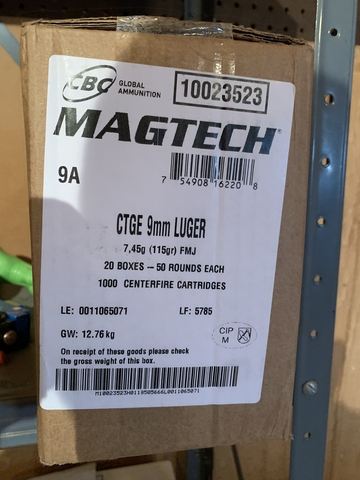 CBC GLOBAL AMMUNITION
10023523
MAGTECH
9A
7 54908 16220 8
CTGE 9mm LUGER
7,45g (115gr) FMJ
20 BOXES – 50 ROUNDS EACH
1000 CENTERFIRE CARTRIDGES
LE: 0011065071 LF: 5785
GW: 12.76 kg
CIP
M
On receipt of these goods please check
the gross weight of this box.
M10023523H0119505666L0011065071